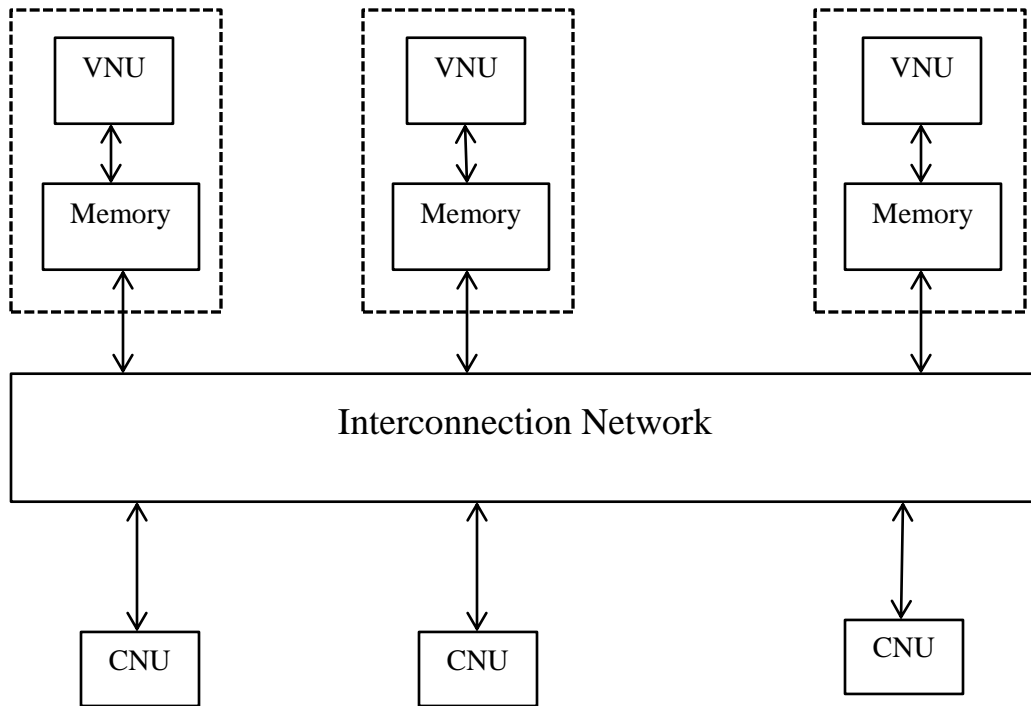 VNU
VNU
VNU
Memory
Memory
Memory
Interconnection Network
CNU
CNU
CNU